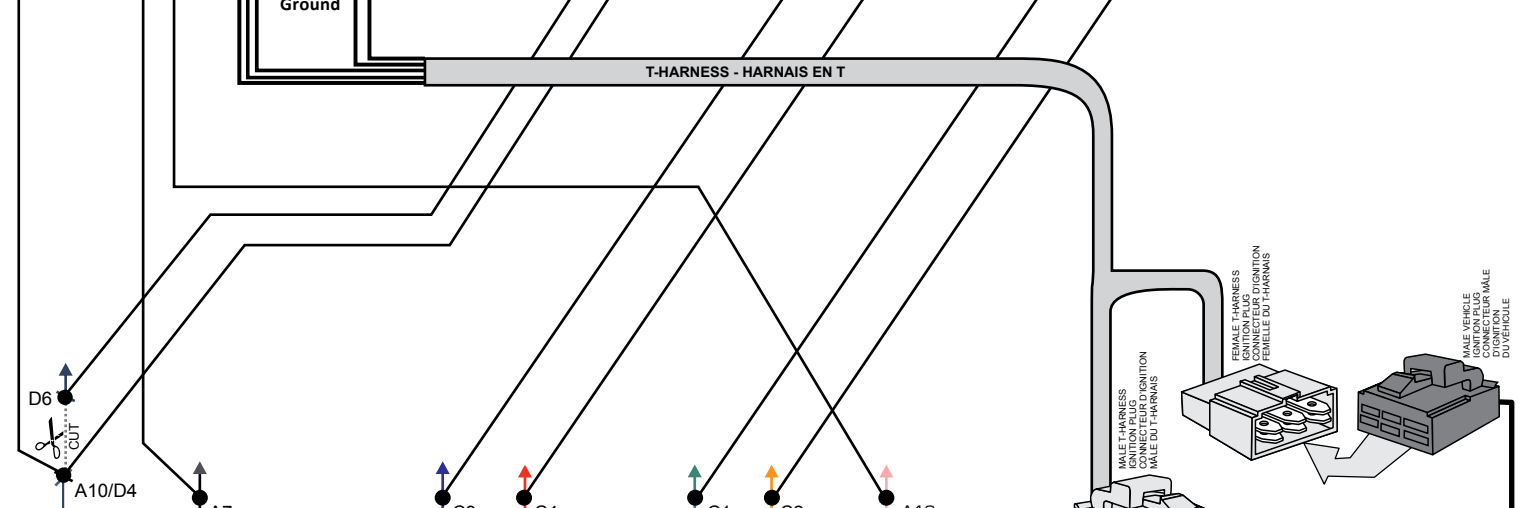 Ground
T-HARNESS - HARNAIS EN T
FEMALE T-HARNESS
IGNITION PLUG
CONNECTEUR D'IGNITION
FEMELLE DU T-HARNAIS
MALE VEHICLE
IGNITION PLUG
CONNECTEUR MÂLE
D'IGNITION
DU VÉHICULE
MALE T-HARNESS
IGNITION PLUG
CONNECTEUR D'IGNITION
MÂLE DU T-HARNAIS
D6
CUT
A10/D4